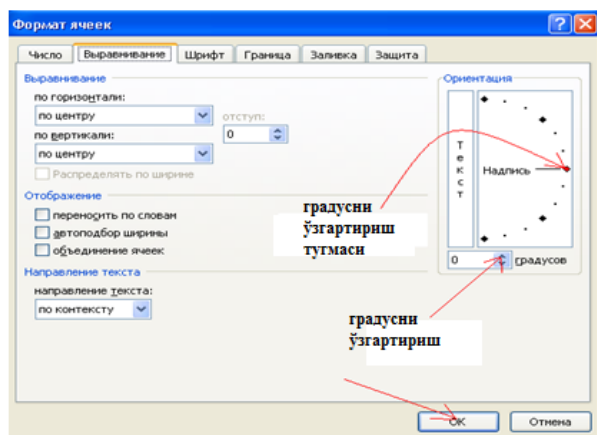 Формат ячеек
Число Выравнивание Шрифт Граница Заливка Защита
Выравнивание
по горизонтали:
по центру
отступ:
по вертикали:
0
по центру
Распределять по ширине
Отображение
переносить по словам
автоподбор ширины
объединение ячеек
Направление текста
направление текста:
по контексту
Ориентация
Текст
Надпись
0 градусов
градусни
ўзгартириш
тугмаси
градусни
ўзгартириш
ОК Отмена